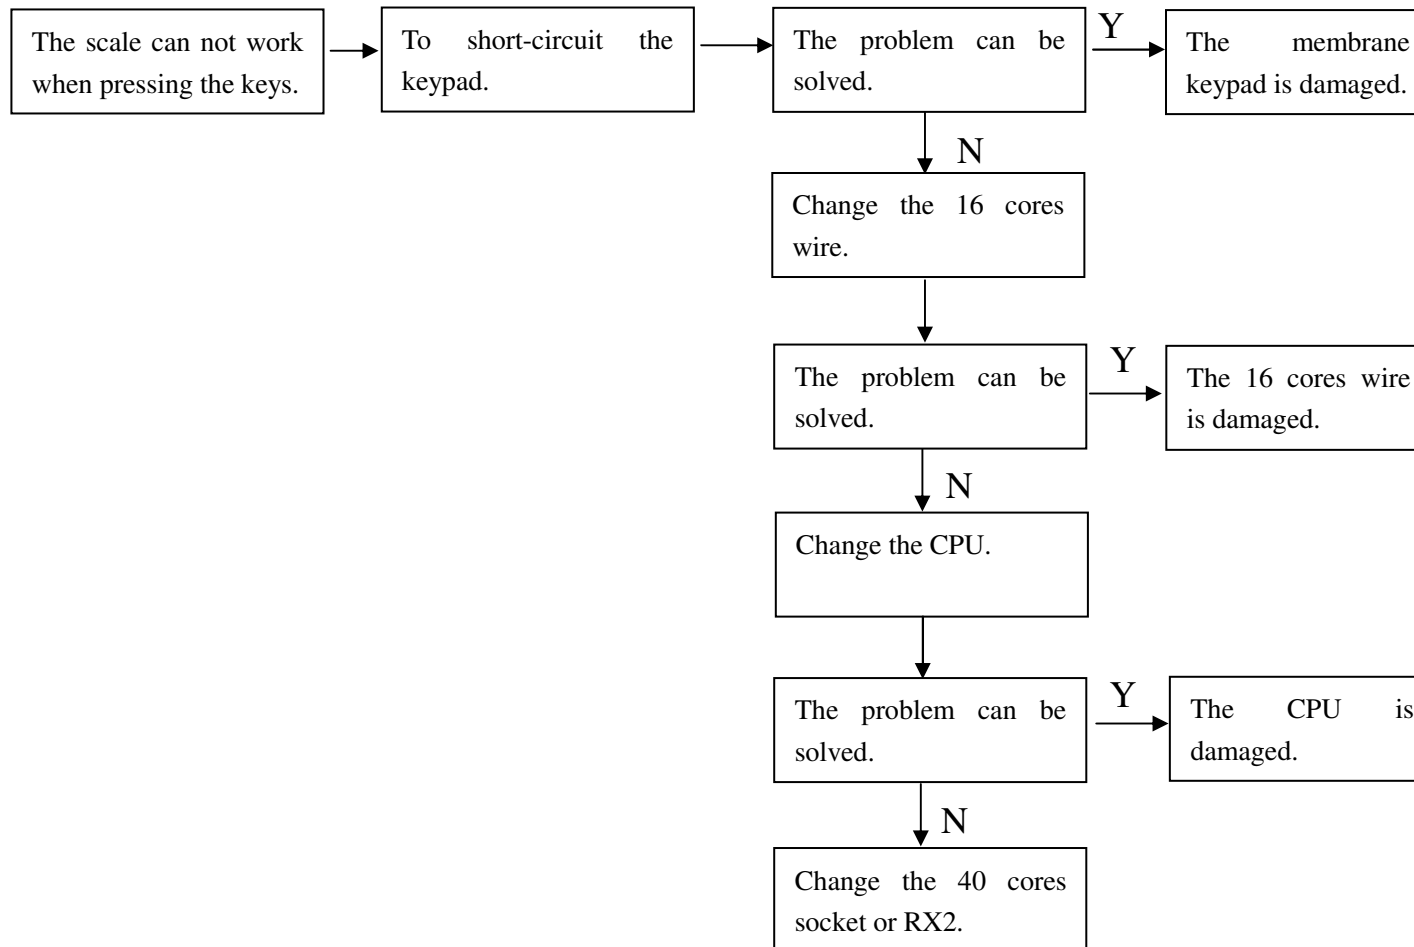 The scale can not work
when pressing the keys.
To short-circuit the
keypad.
The problem can be
solved.
Y
The membrane
keypad is damaged.
N
Change the 16 cores
wire.
The problem can be
solved.
Y
The 16 cores wire
is damaged.
N
Change the CPU.
The problem can be
solved.
Y
The CPU is
damaged.
N
Change the 40 cores
socket or RX2.